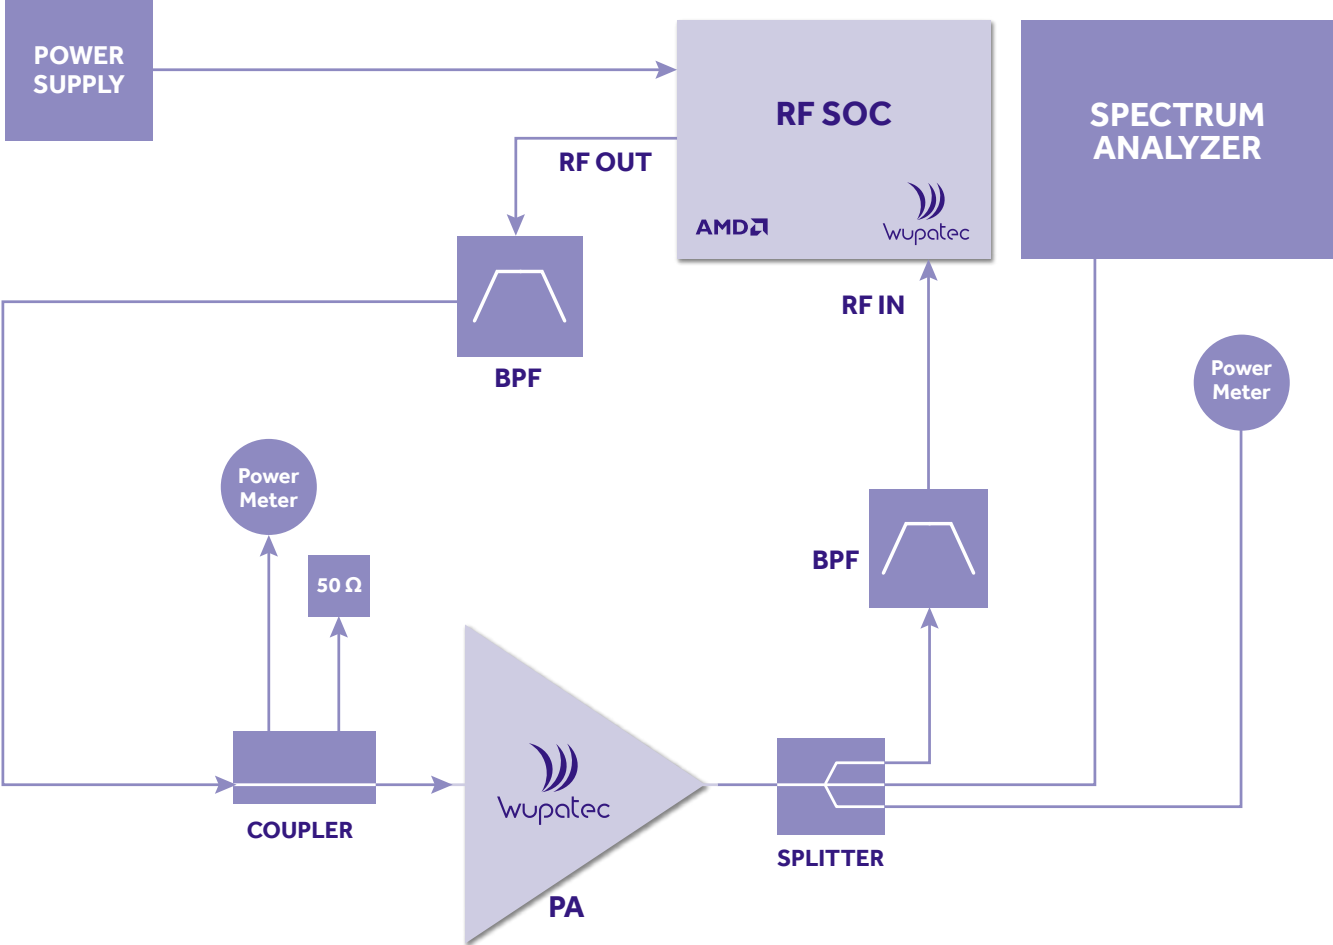 POWER
SUPPLY
RF SOC
SPECTRUM
ANALYZER
RF OUT
AMD
wupatec
RF IN
BPF
Power
Meter
Power
Meter
BPF
50 Ω
wupatec
COUPLER
SPLITTER
PA